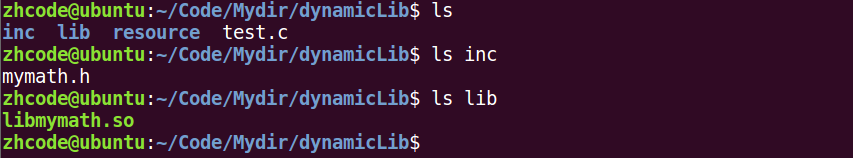 zhcode@ubuntu:~/Code/Mydir/dynamicLib$ ls
inc  lib  resource  test.c
zhcode@ubuntu:~/Code/Mydir/dynamicLib$ ls inc
mymath.h
zhcode@ubuntu:~/Code/Mydir/dynamicLib$ ls lib
libmymath.so
zhcode@ubuntu:~/Code/Mydir/dynamicLib$